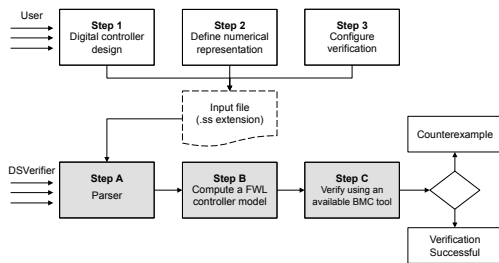 User
Step 1
Digital controller
design
Step 2
Define numerical
representation
Step 3
Configure
verification
Input file
(.ss extension)
DSVerifier
Step A
Parser
Step B
Compute a FWL
controller model
Step C
Verify using an
available BMC tool
Counterexample
Verification
Successful